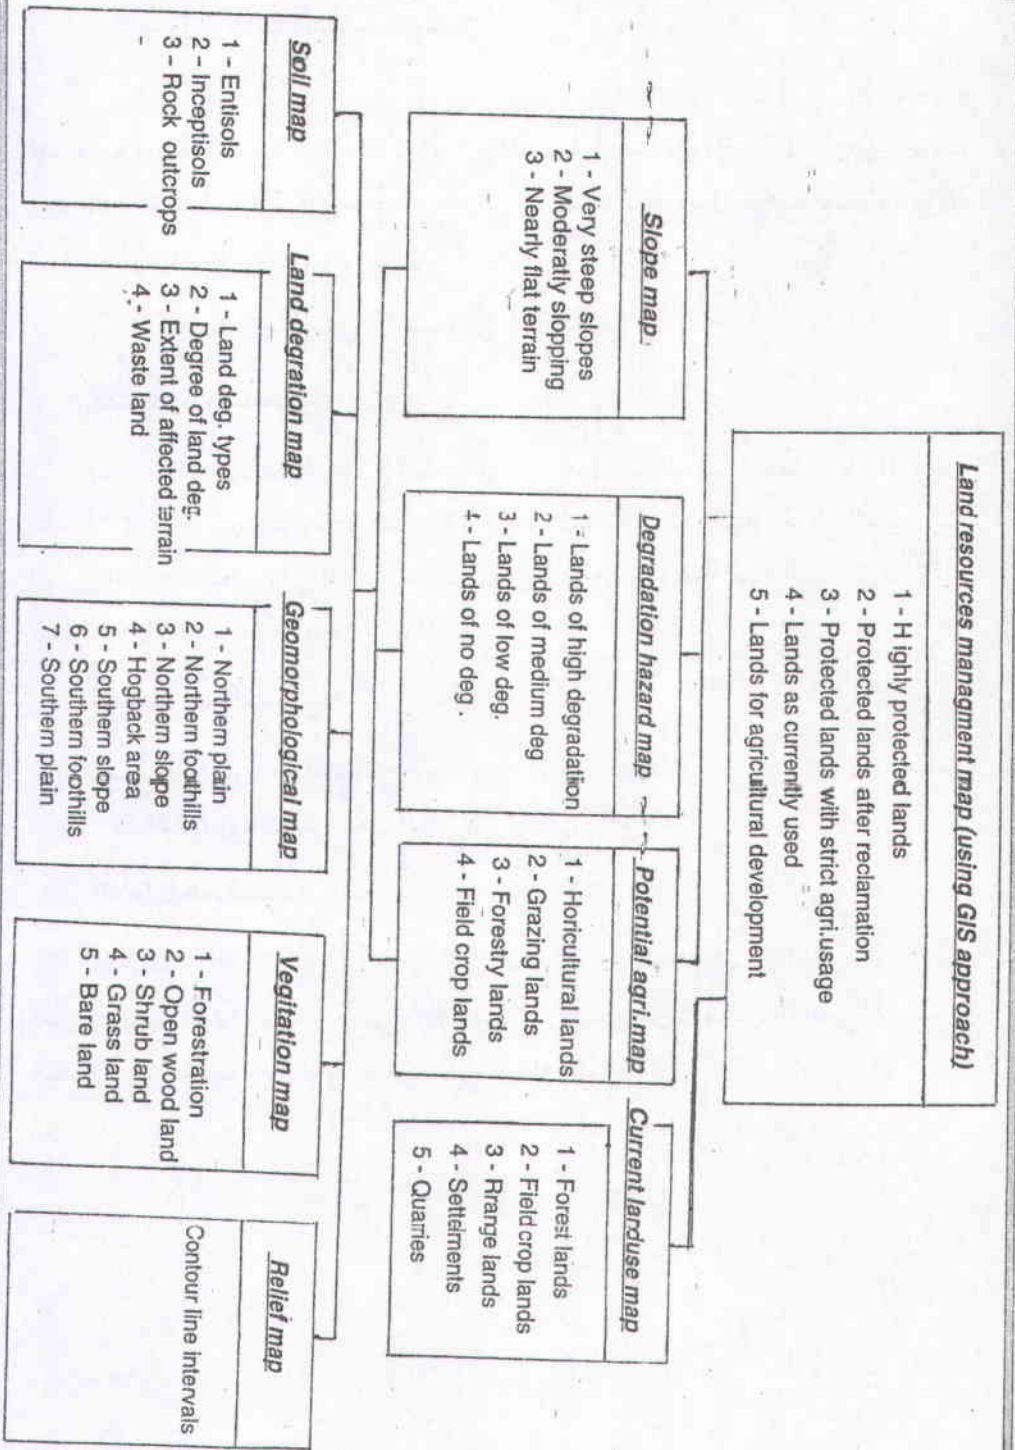 Land resources managment map (using GIS approach)
1 - Highly protected lands
2 - Protected lands after reclamation
3 - Protected lands with strict agri.usage
4 - Lands as currently used
5 - Lands for agricultural development
Slope map
1 - Very steep slopes
2 - Moderatly slopping
3 - Nearly flat terrain
Degradation hazard map
1 - Lands of high degradation
2 - Lands of medium deg
3 - Lands of low deg.
4 - Lands of no deg .
Potential agri.map
1 - Horicultural lands
2 - Grazing lands
3 - Forestry lands
4 - Field crop lands
Current landuse map
1 - Forest lands
2 - Field crop lands
3 - Rrange lands
4 - Settelments
5 - Quarries
Soil map
1 - Entisols
2 - Inceptisols
3 - Rock outcrops
-
Land degration map
1 - Land deg. types
2 - Degree of land deg.
3 - Extent of affected terrain
4 - Waste land
Geomorphological map
1 - Northern plain
2 - Northern foothills
3 - Northern slope
4 - Hogback area
5 - Southern slope
6 - Southern foothills
7 - Southern plain
Vegitation map
1 - Forestration
2 - Open wood land
3 - Shrub land
4 - Grass land
5 - Bare land
Relief map
Contour line intervals